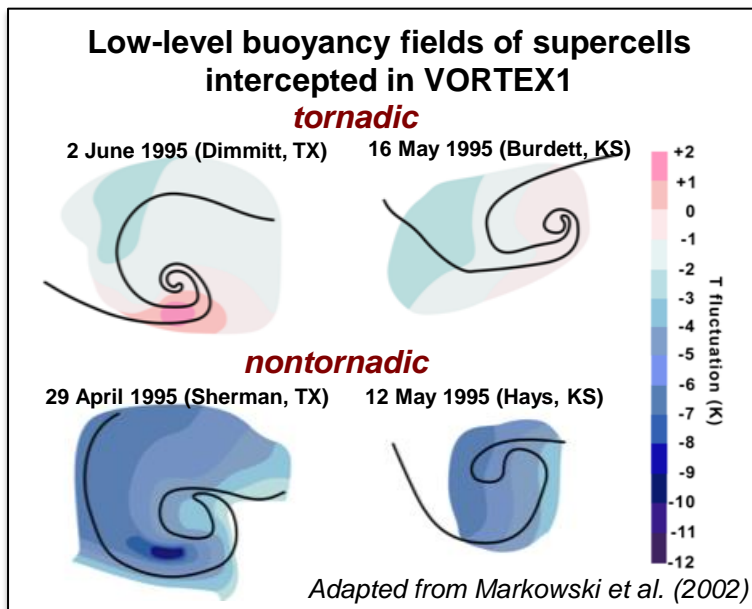 Low-level buoyancy fields of supercells
intercepted in VORTEX1
tornadic
2 June 1995 (Dimmitt, TX)
16 May 1995 (Burdett, KS)
nontornadic
29 April 1995 (Sherman, TX)
12 May 1995 (Hays, KS)
+2
+1
0
-1
-2
-3
-4
-5
-6
-7
-8
-9
-10
-11
-12
T fluctuation (K)
Adapted from Markowski et al. (2002)